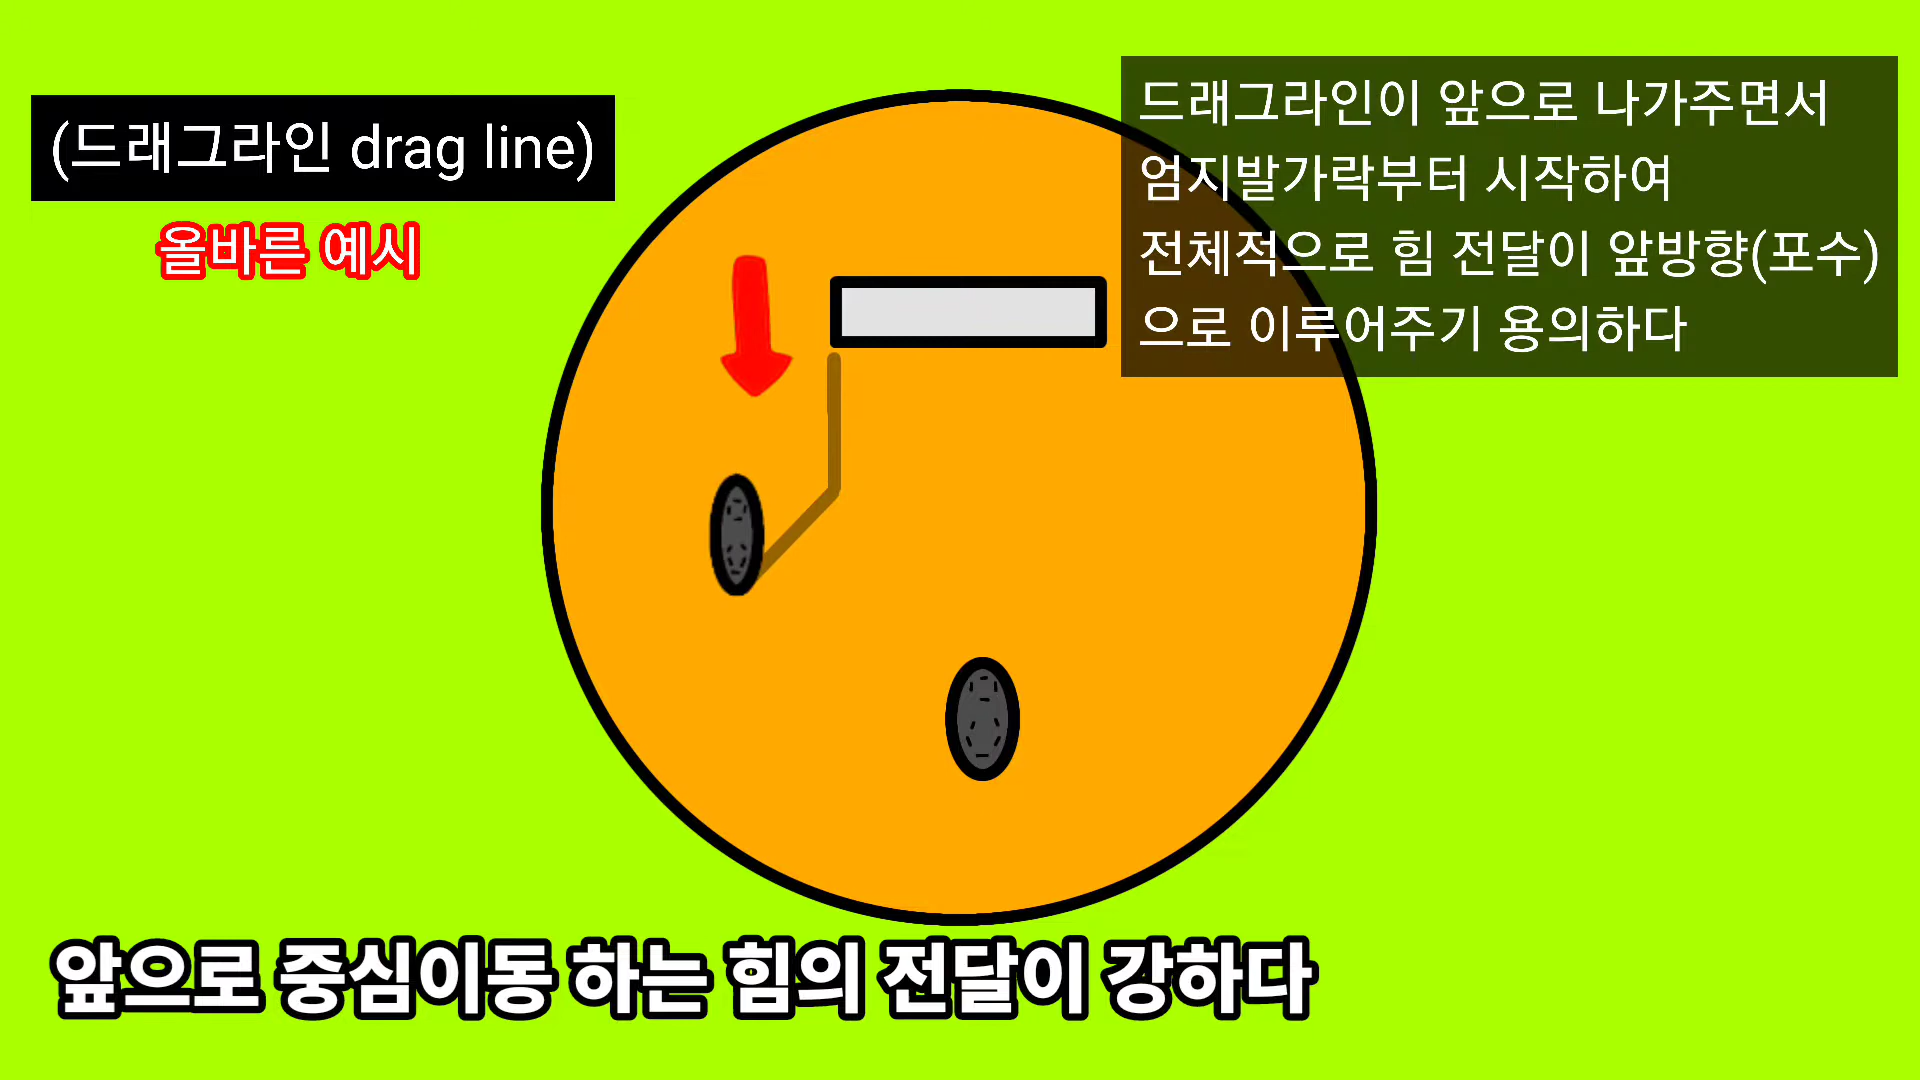 (드래그라인 drag line)
올바른 예시
드래그라인이 앞으로 나가주면서
엄지발가락부터 시작하여
전체적으로 힘 전달이 앞방향(포수)
으로 이루어주기 용의하다
앞으로 중심이동 하는 힘의 전달이 강하다